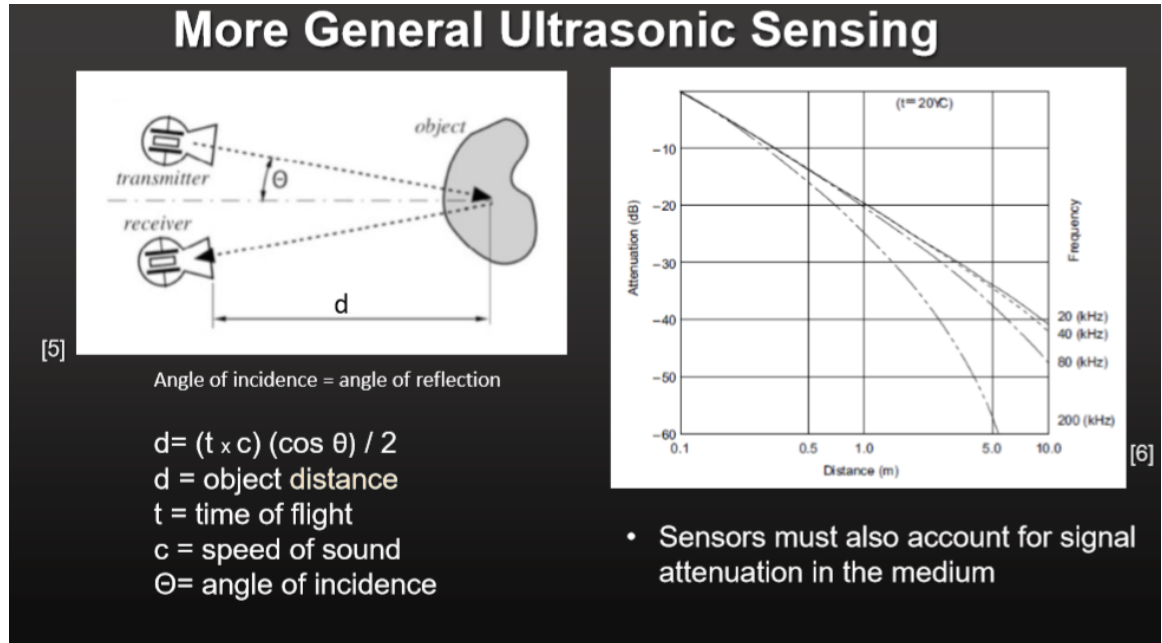 More General Ultrasonic Sensing
object
transmitter
Θ
receiver
d
[5]
Angle of incidence = angle of reflection
d= (t x c) (cos θ) / 2
d = object distance
t = time of flight
c = speed of sound
Θ= angle of incidence
(t=20℃)
-10
-20
-30
-40
-50
-60
Attenuation (dB)
0.1
0.5
1.0
5.0
10.0
Distance (m)
Frequency
20 (kHz)
40 (kHz)
80 (kHz)
200 (kHz)
[6]
• Sensors must also account for signal
attenuation in the medium